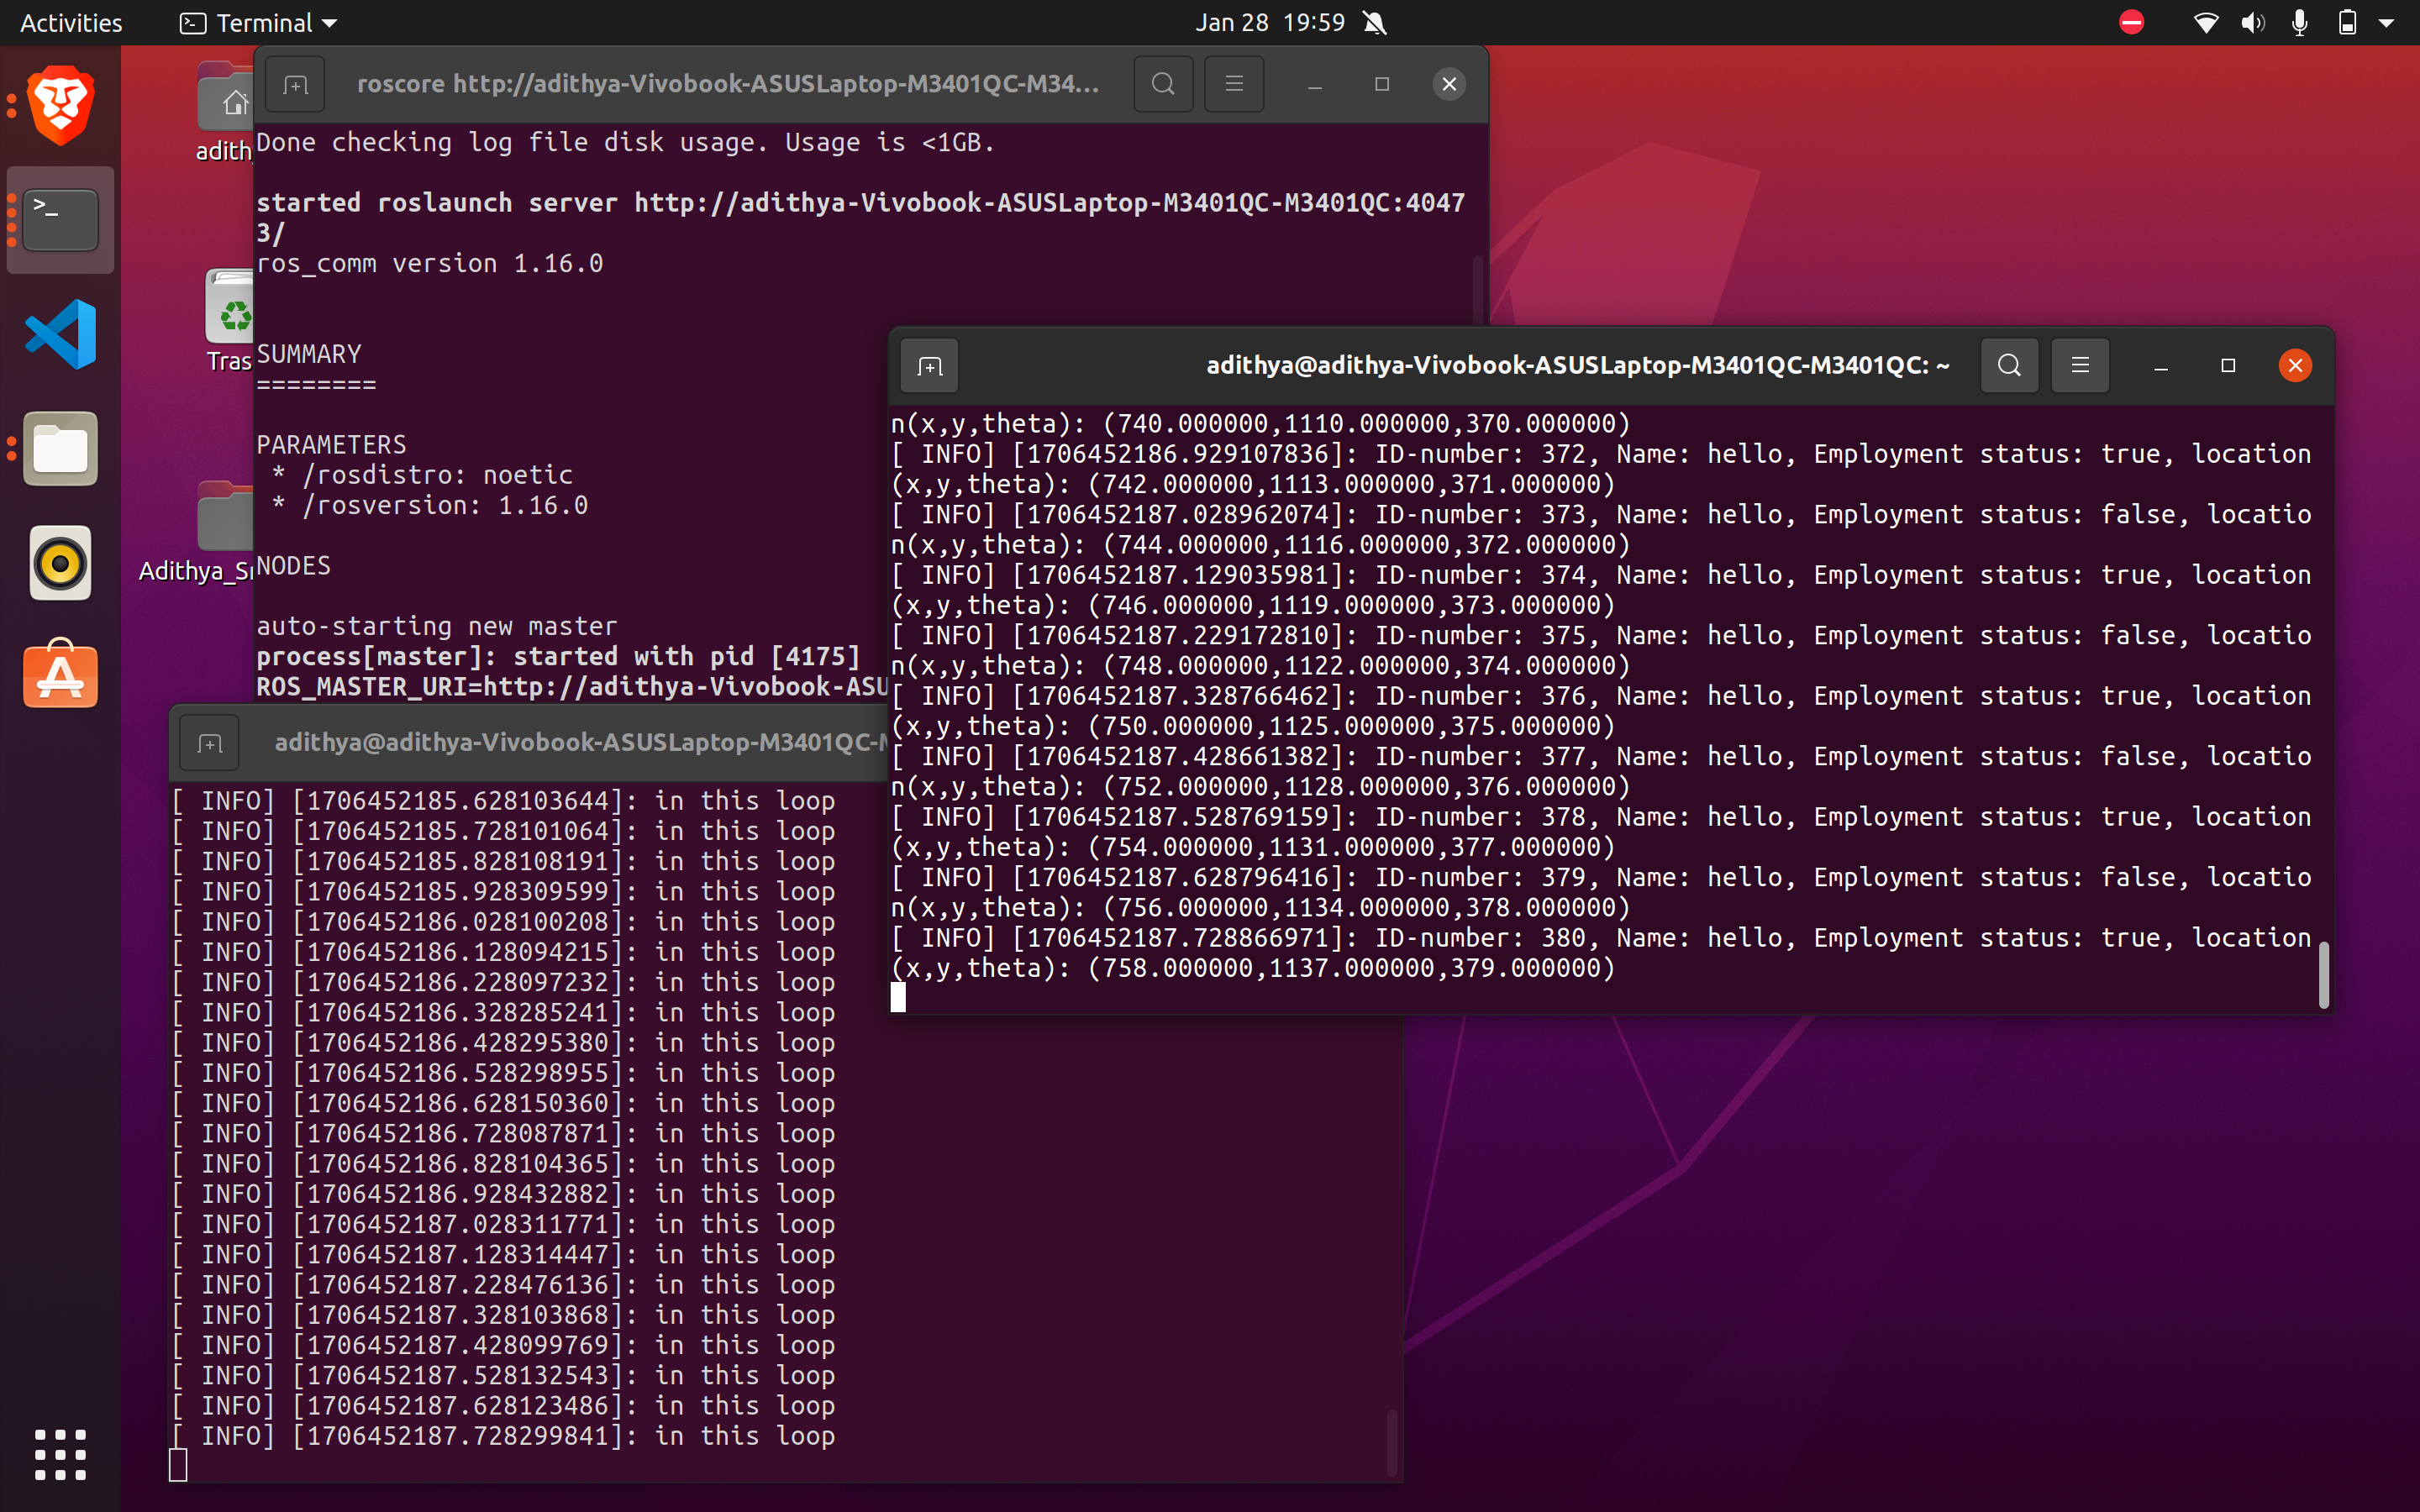 Activities
Terminal
Jan 28 19:59
adith
Tras
Adithya_Sr
roscore http://adithya-Vivobook-ASUSLaptop-M3401QC-M34...
Done checking log file disk usage. Usage is <1GB.
started roslaunch server http://adithya-Vivobook-ASUSLaptop-M3401QC-M3401QC:4047
3/
ros_comm version 1.16.0
SUMMARY
========
PARAMETERS
* /rosdistro: noetic
* /rosversion: 1.16.0
NODES
auto-starting new master
process[master]: started with pid [4175]
ROS_MASTER_URI=http://adithya-Vivobook-ASU
adithya@adithya-Vivobook-ASUSLaptop-M3401QC-M3401QC: ~
n(x,y,theta): (740.000000,1110.000000,370.000000)
[ INFO] [1706452186.929107836]: ID-number: 372, Name: hello, Employment status: true, location
(x,y,theta): (742.000000,1113.000000,371.000000)
[ INFO] [1706452187.028962074]: ID-number: 373, Name: hello, Employment status: false, locatio
n(x,y,theta): (744.000000,1116.000000,372.000000)
[ INFO] [1706452187.129035981]: ID-number: 374, Name: hello, Employment status: true, location
(x,y,theta): (746.000000,1119.000000,373.000000)
[ INFO] [1706452187.229172810]: ID-number: 375, Name: hello, Employment status: false, locatio
n(x,y,theta): (748.000000,1122.000000,374.000000)
[ INFO] [1706452187.328766462]: ID-number: 376, Name: hello, Employment status: true, location
(x,y,theta): (750.000000,1125.000000,375.000000)
[ INFO] [1706452187.428661382]: ID-number: 377, Name: hello, Employment status: false, locatio
n(x,y,theta): (752.000000,1128.000000,376.000000)
[ INFO] [1706452187.528769159]: ID-number: 378, Name: hello, Employment status: true, location
(x,y,theta): (754.000000,1131.000000,377.000000)
[ INFO] [1706452187.628796416]: ID-number: 379, Name: hello, Employment status: false, locatio
n(x,y,theta): (756.000000,1134.000000,378.000000)
[ INFO] [1706452187.728866971]: ID-number: 380, Name: hello, Employment status: true, location
(x,y,theta): (758.000000,1137.000000,379.000000)
adithya@adithya-Vivobook-ASUSLaptop-M3401QC-M
[ INFO] [1706452185.628103644]: in this loop
[ INFO] [1706452185.728101064]: in this loop
[ INFO] [1706452185.828108191]: in this loop
[ INFO] [1706452185.928309599]: in this loop
[ INFO] [1706452186.028100208]: in this loop
[ INFO] [1706452186.128094215]: in this loop
[ INFO] [1706452186.228097232]: in this loop
[ INFO] [1706452186.328285241]: in this loop
[ INFO] [1706452186.428295380]: in this loop
[ INFO] [1706452186.528298955]: in this loop
[ INFO] [1706452186.628150360]: in this loop
[ INFO] [1706452186.728087871]: in this loop
[ INFO] [1706452186.828104365]: in this loop
[ INFO] [1706452186.928432882]: in this loop
[ INFO] [1706452187.028311771]: in this loop
[ INFO] [1706452187.128314447]: in this loop
[ INFO] [1706452187.228476136]: in this loop
[ INFO] [1706452187.328103868]: in this loop
[ INFO] [1706452187.428099769]: in this loop
[ INFO] [1706452187.528132543]: in this loop
[ INFO] [1706452187.628123486]: in this loop
[ INFO] [1706452187.728299841]: in this loop